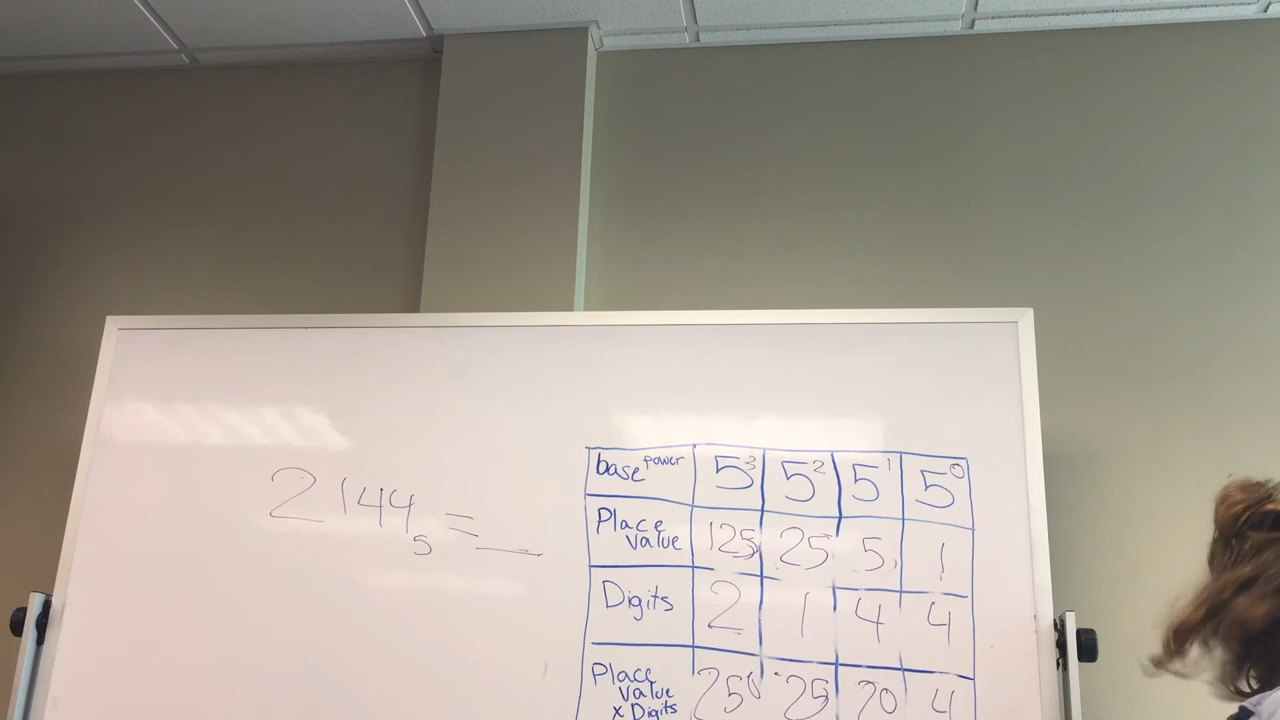 2144₅ = __
base^power 5³ 5² 5¹ 5⁰
Place value 125 25 5 1
Digits 2 1 4 4
Place value x Digits 250 25 20 4